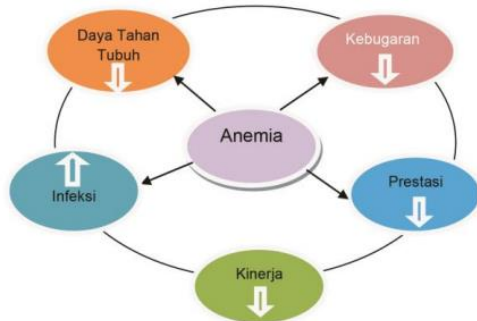 Daya Tahan
Tubuh
Kebugaran
Anemia
Infeksi
Prestasi
Kinerja